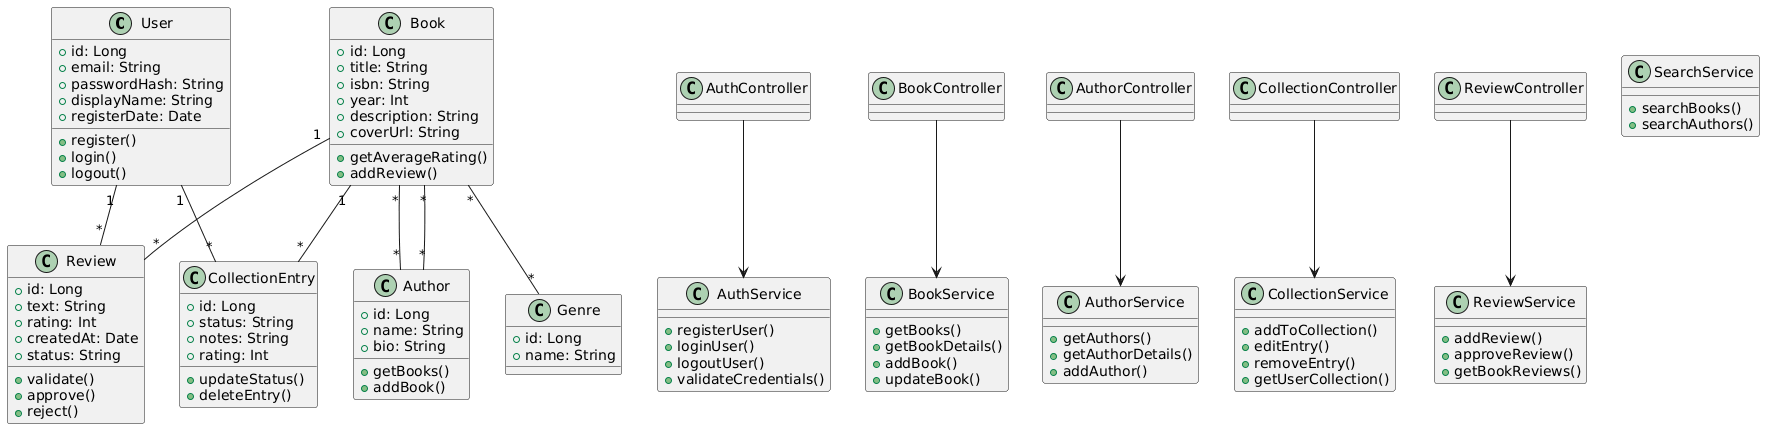 C User
+ id: Long
+ email: String
+ passwordHash: String
+ displayName: String
+ registerDate: Date
+ register()
+ login()
+ logout()
C Book
+ id: Long
+ title: String
+ isbn: String
+ year: Int
+ description: String
+ coverUrl: String
+ getAverageRating()
+ addReview()
C AuthController
C BookController
C AuthorController
C CollectionController
C ReviewController
C SearchService
+ searchBooks()
+ searchAuthors()
1
1
1
1
*
*
*
*
*
*
*
*
*
*
C Review
+ id: Long
+ text: String
+ rating: Int
+ createdAt: Date
+ status: String
+ validate()
+ approve()
+ reject()
C CollectionEntry
+ id: Long
+ status: String
+ notes: String
+ rating: Int
+ updateStatus()
+ deleteEntry()
C Author
+ id: Long
+ name: String
+ bio: String
+ getBooks()
+ addBook()
C Genre
+ id: Long
+ name: String
C AuthService
+ registerUser()
+ loginUser()
+ logoutUser()
+ validateCredentials()
C BookService
+ getBooks()
+ getBookDetails()
+ addBook()
+ updateBook()
C AuthorService
+ getAuthors()
+ getAuthorDetails()
+ addAuthor()
C CollectionService
+ addToCollection()
+ editEntry()
+ removeEntry()
+ getUserCollection()
C ReviewService
+ addReview()
+ approveReview()
+ getBookReviews()